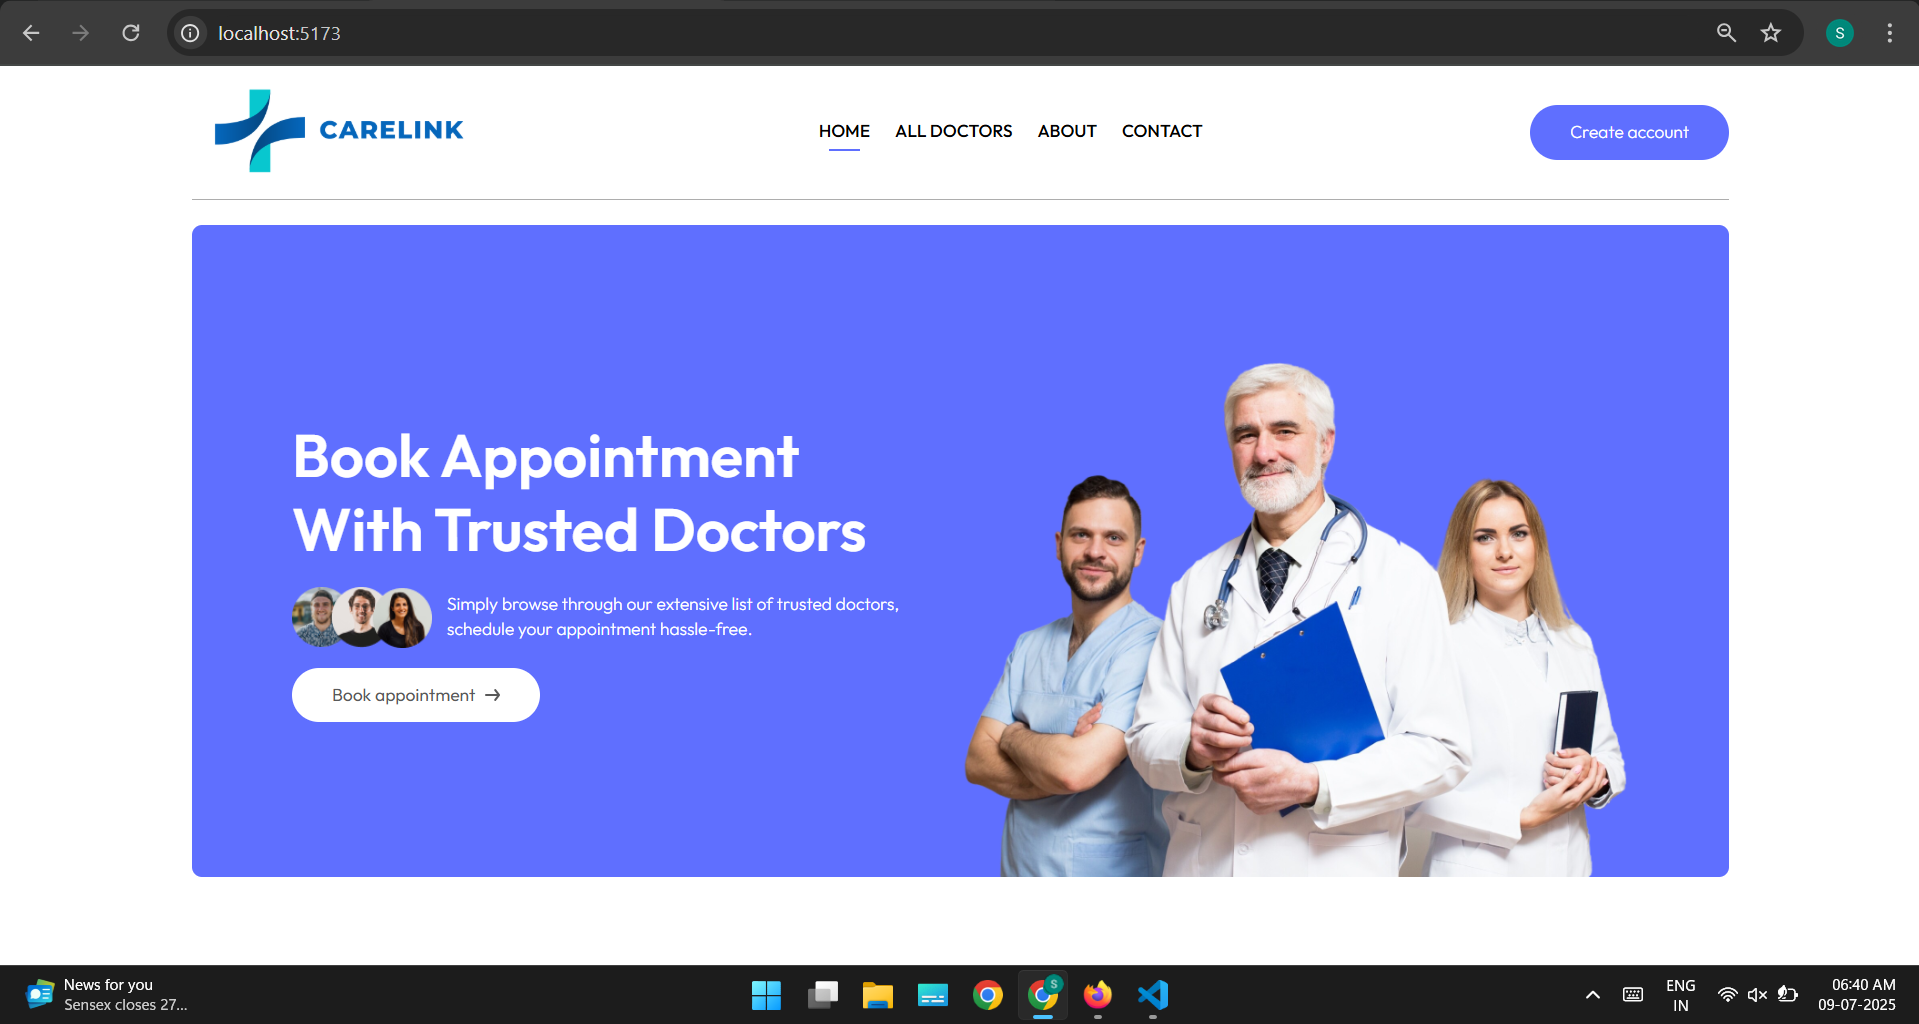 localhost:5173
S
CARELINK
HOME ALL DOCTORS ABOUT CONTACT
Create account
Book Appointment
With Trusted Doctors
Simply browse through our extensive list of trusted doctors,
schedule your appointment hassle-free.
Book appointment →
News for you
Sensex closes 27...
S
ENG
IN
06:40 AM
09-07-2025